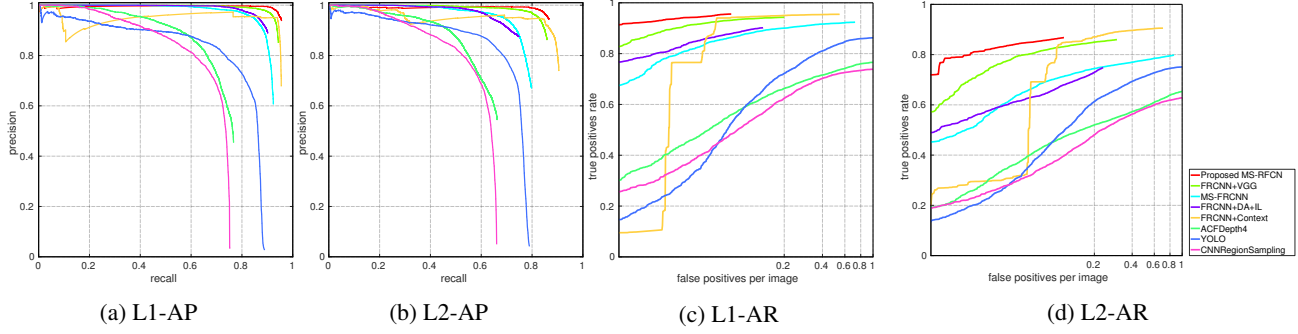 precision
1
0.8
0.6
0.4
0.2
0
0 0.2 0.4 0.6 0.8 1
recall
(a) L1-AP
precision
1
0.8
0.6
0.4
0.2
0
0 0.2 0.4 0.6 0.8 1
recall
(b) L2-AP
true positives rate
1
0.8
0.6
0.4
0.2
0
0.2 0.4 0.6 0.8 1
false positives per image
(c) L1-AR
true positives rate
1
0.8
0.6
0.4
0.2
0
0.2 0.4 0.6 0.8 1
false positives per image
(d) L2-AR
Proposed MS-RFCN
FRCNN+VGG
MS-FRCNN
FRCNN+DA+IL
FRCNN+Context
ACFDepth4
YOLO
CNNRegionSampling